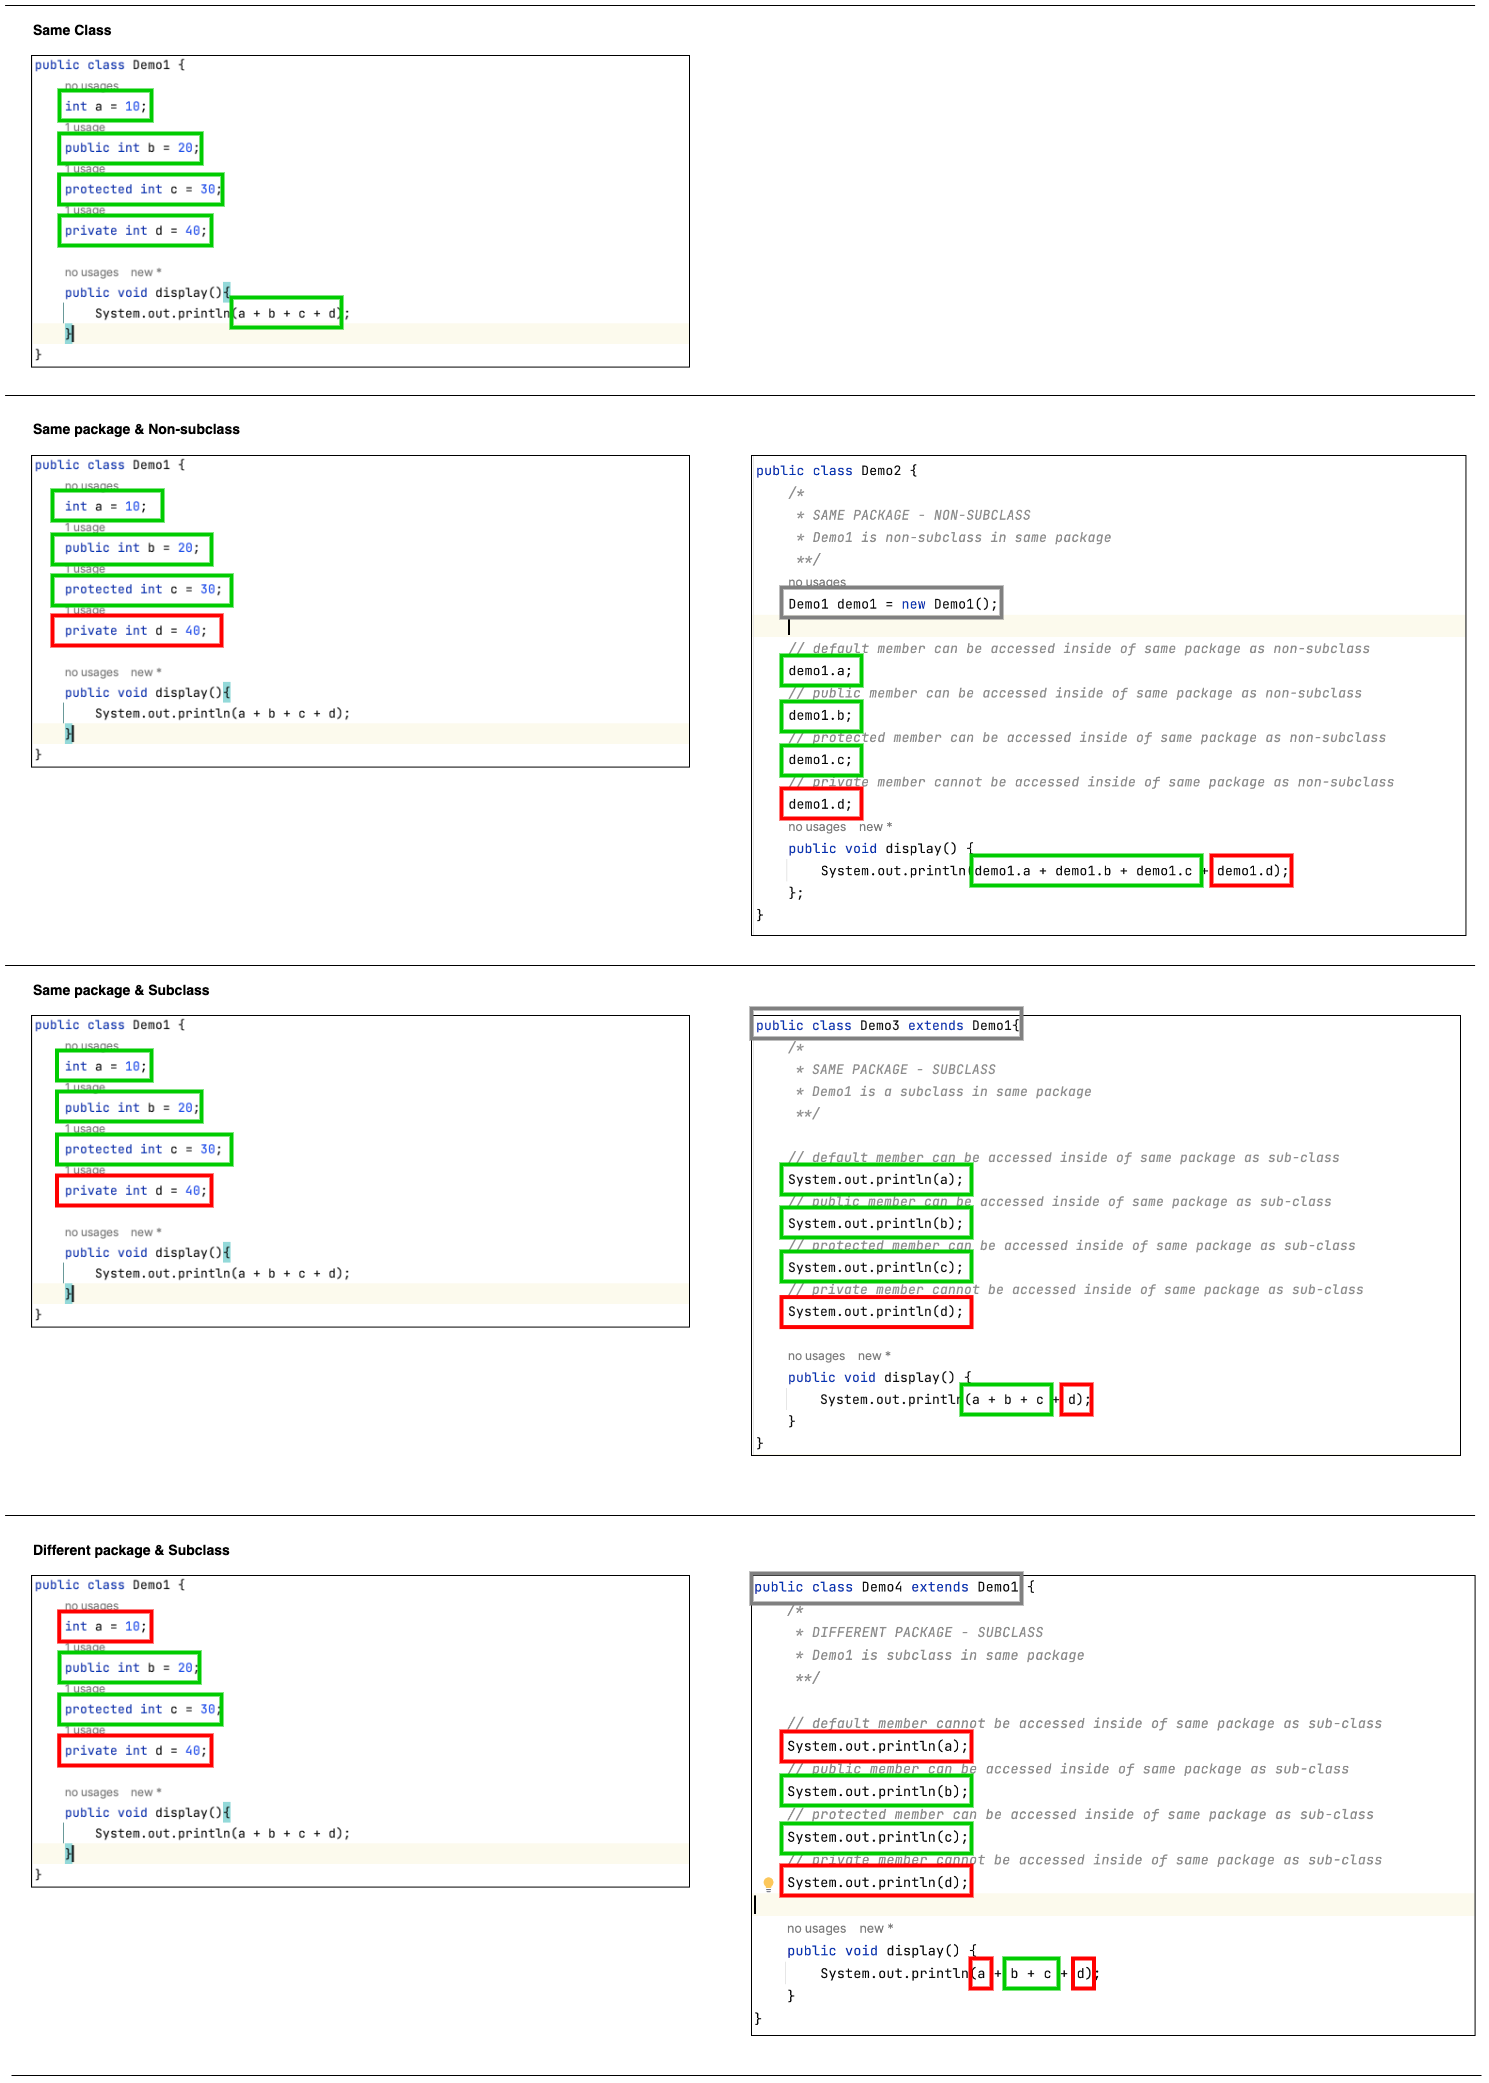 Same Class
public class Demo1 {
no usages
int a = 10;
1 usage
public int b = 20;
1 usage
protected int c = 30;
1 usage
private int d = 40;
no usages new *
public void display(){
System.out.println(a + b + c + d);
}
}
Same package & Non-subclass
public class Demo1 {
no usages
int a = 10;
1 usage
public int b = 20;
1 usage
protected int c = 30;
1 usage
private int d = 40;
no usages new *
public void display(){
System.out.println(a + b + c + d);
}
}
public class Demo2 {
/*
* SAME PACKAGE - NON-SUBCLASS
* Demo1 is non-subclass in same package
**/
no usages
Demo1 demo1 = new Demo1();
// default member can be accessed inside of same package as non-subclass
demo1.a;
// public member can be accessed inside of same package as non-subclass
demo1.b;
// protected member can be accessed inside of same package as non-subclass
demo1.c;
// private member cannot be accessed inside of same package as non-subclass
demo1.d;
no usages new *
public void display() {
System.out.println(demo1.a + demo1.b + demo1.c + demo1.d);
};
}
Same package & Subclass
public class Demo1 {
no usages
int a = 10;
1 usage
public int b = 20;
1 usage
protected int c = 30;
1 usage
private int d = 40;
no usages new *
public void display(){
System.out.println(a + b + c + d);
}
}
public class Demo3 extends Demo1{
/*
* SAME PACKAGE - SUBCLASS
* Demo1 is a subclass in same package
**/
// default member can be accessed inside of same package as sub-class
System.out.println(a);
// public member can be accessed inside of same package as sub-class
System.out.println(b);
// protected member can be accessed inside of same package as sub-class
System.out.println(c);
// private member cannot be accessed inside of same package as sub-class
System.out.println(d);
no usages new *
public void display() {
System.out.println(a + b + c + d);
}
}
Different package & Subclass
public class Demo1 {
no usages
int a = 10;
1 usage
public int b = 20;
1 usage
protected int c = 30;
1 usage
private int d = 40;
no usages new *
public void display(){
System.out.println(a + b + c + d);
}
}
public class Demo4 extends Demo1 {
/*
* DIFFERENT PACKAGE - SUBCLASS
* Demo1 is subclass in same package
**/
// default member cannot be accessed inside of same package as sub-class
System.out.println(a);
// public member can be accessed inside of same package as sub-class
System.out.println(b);
// protected member can be accessed inside of same package as sub-class
System.out.println(c);
// private member cannot be accessed inside of same package as sub-class
System.out.println(d);
no usages new *
public void display() {
System.out.println(a + b + c + d);
}
}